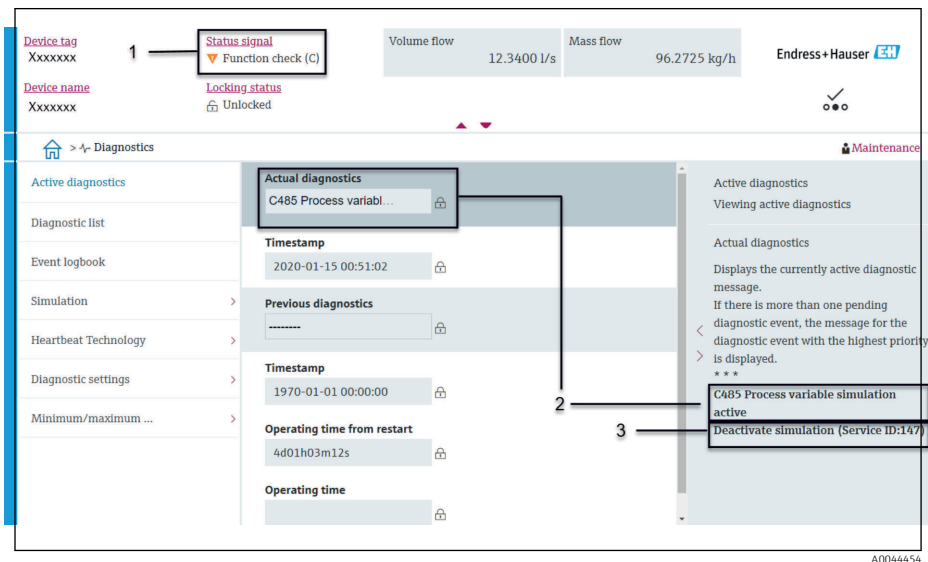 Device tag
Xxxxxxx
1
Status signal
Function check (C)
Volume flow
12.3400 l/s
Mass flow
96.2725 kg/h
Endress+Hauser EH
Device name
Xxxxxxx
Locking status
Unlocked
> Diagnostics
Maintenance
Active diagnostics
Diagnostic list
Event logbook
Simulation
Heartbeat Technology
Diagnostic settings
Minimum/maximum ...
Actual diagnostics
C485 Process variabl...
Timestamp
2020-01-15 00:51:02
Previous diagnostics
--------
Timestamp
1970-01-01 00:00:00
Operating time from restart
4d01h03m12s
Operating time
2
3
Active diagnostics
Viewing active diagnostics
Actual diagnostics
Displays the currently active diagnostic
message.
If there is more than one pending
diagnostic event, the message for the
diagnostic event with the highest priority
is displayed.
* * *
C485 Process variable simulation
active
Deactivate simulation (Service ID:147)
A0044454